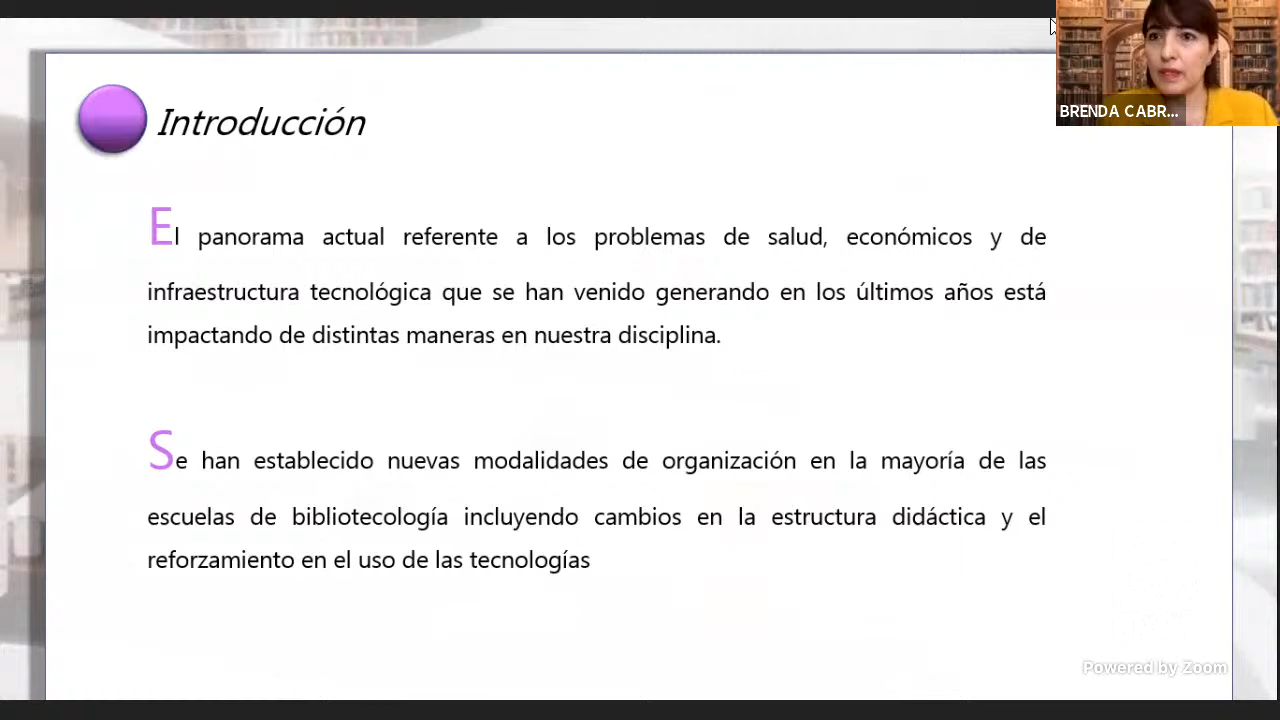 BRENDA CABR...
Introducción
El panorama actual referente a los problemas de salud, económicos y de
infraestructura tecnológica que se han venido generando en los últimos años está
impactando de distintas maneras en nuestra disciplina.
Se han establecido nuevas modalidades de organización en la mayoría de las
escuelas de bibliotecología incluyendo cambios en la estructura didáctica y el
reforzamiento en el uso de las tecnologías
Powered by Zoom